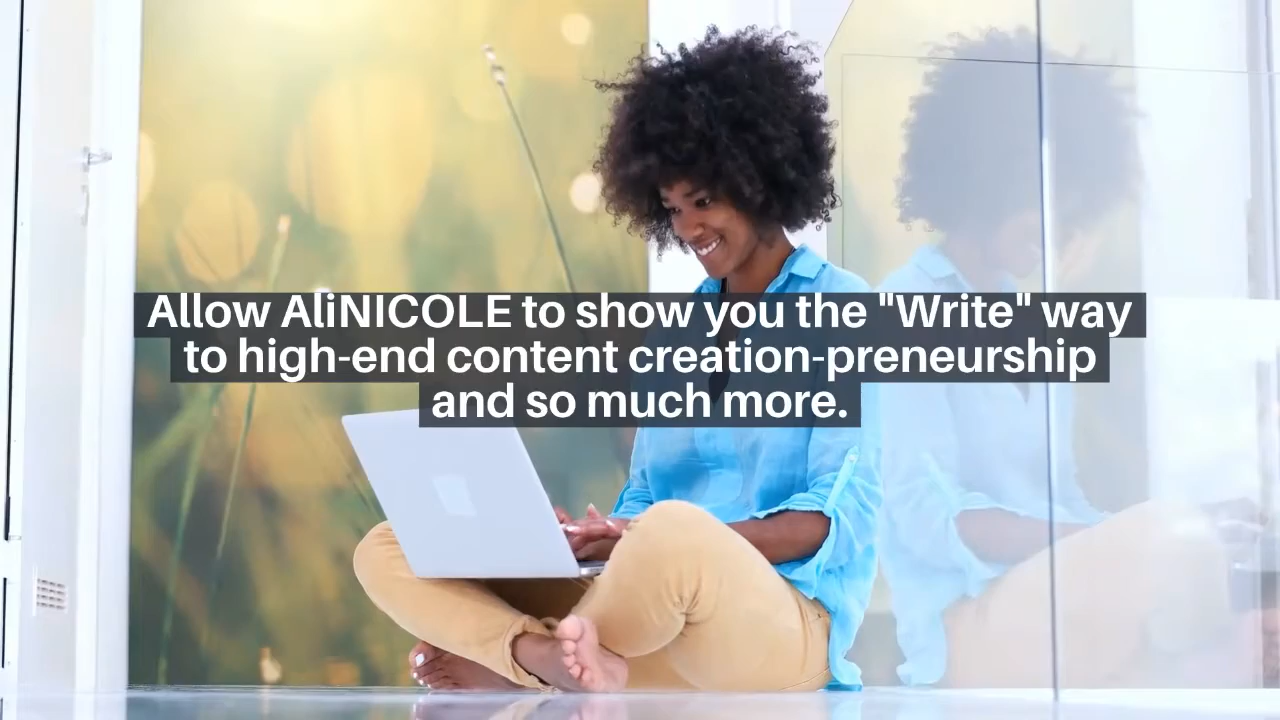 Allow AliNICOLE to show you the "Write" way
to high-end content creation-preneurship
and so much more.